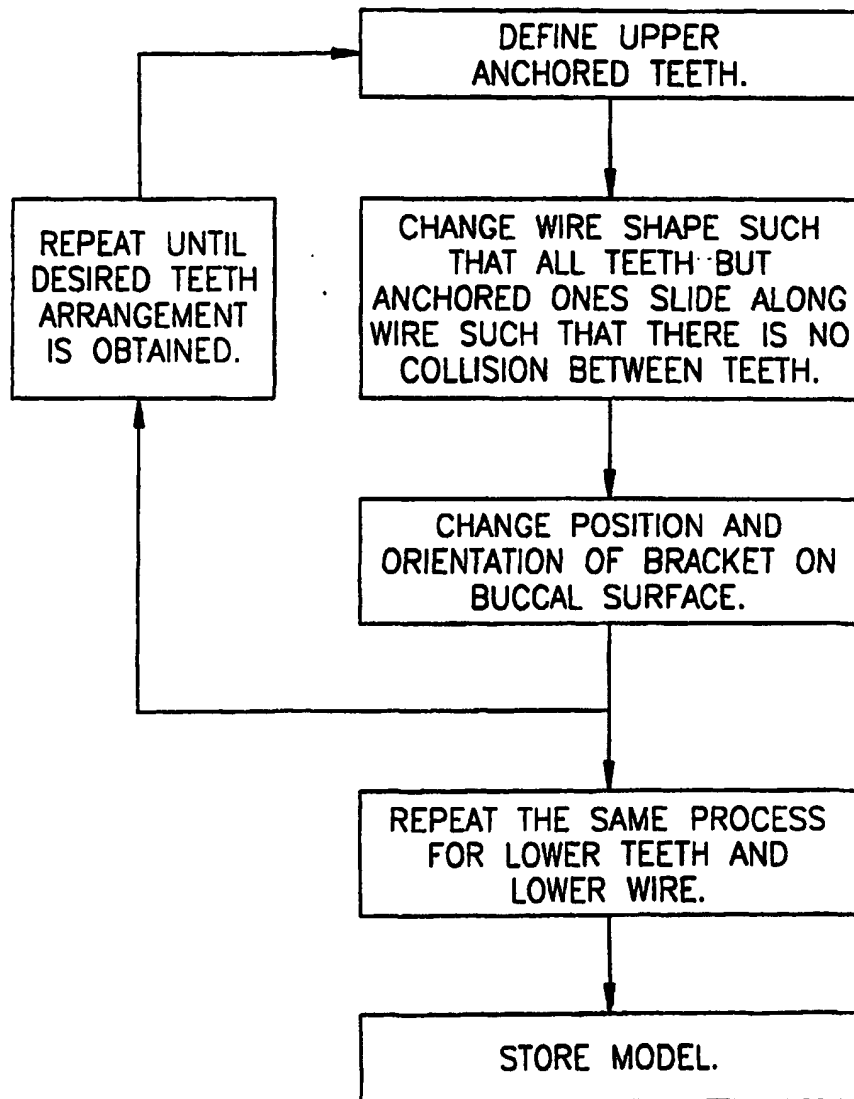 DEFINE UPPER
ANCHORED TEETH.
REPEAT UNTIL
DESIRED TEETH
ARRANGEMENT
IS OBTAINED.
CHANGE WIRE SHAPE SUCH
THAT ALL TEETH BUT
ANCHORED ONES SLIDE ALONG
WIRE SUCH THAT THERE IS NO
COLLISION BETWEEN TEETH.
CHANGE POSITION AND
ORIENTATION OF BRACKET ON
BUCCAL SURFACE.
REPEAT THE SAME PROCESS
FOR LOWER TEETH AND
LOWER WIRE.
STORE MODEL.